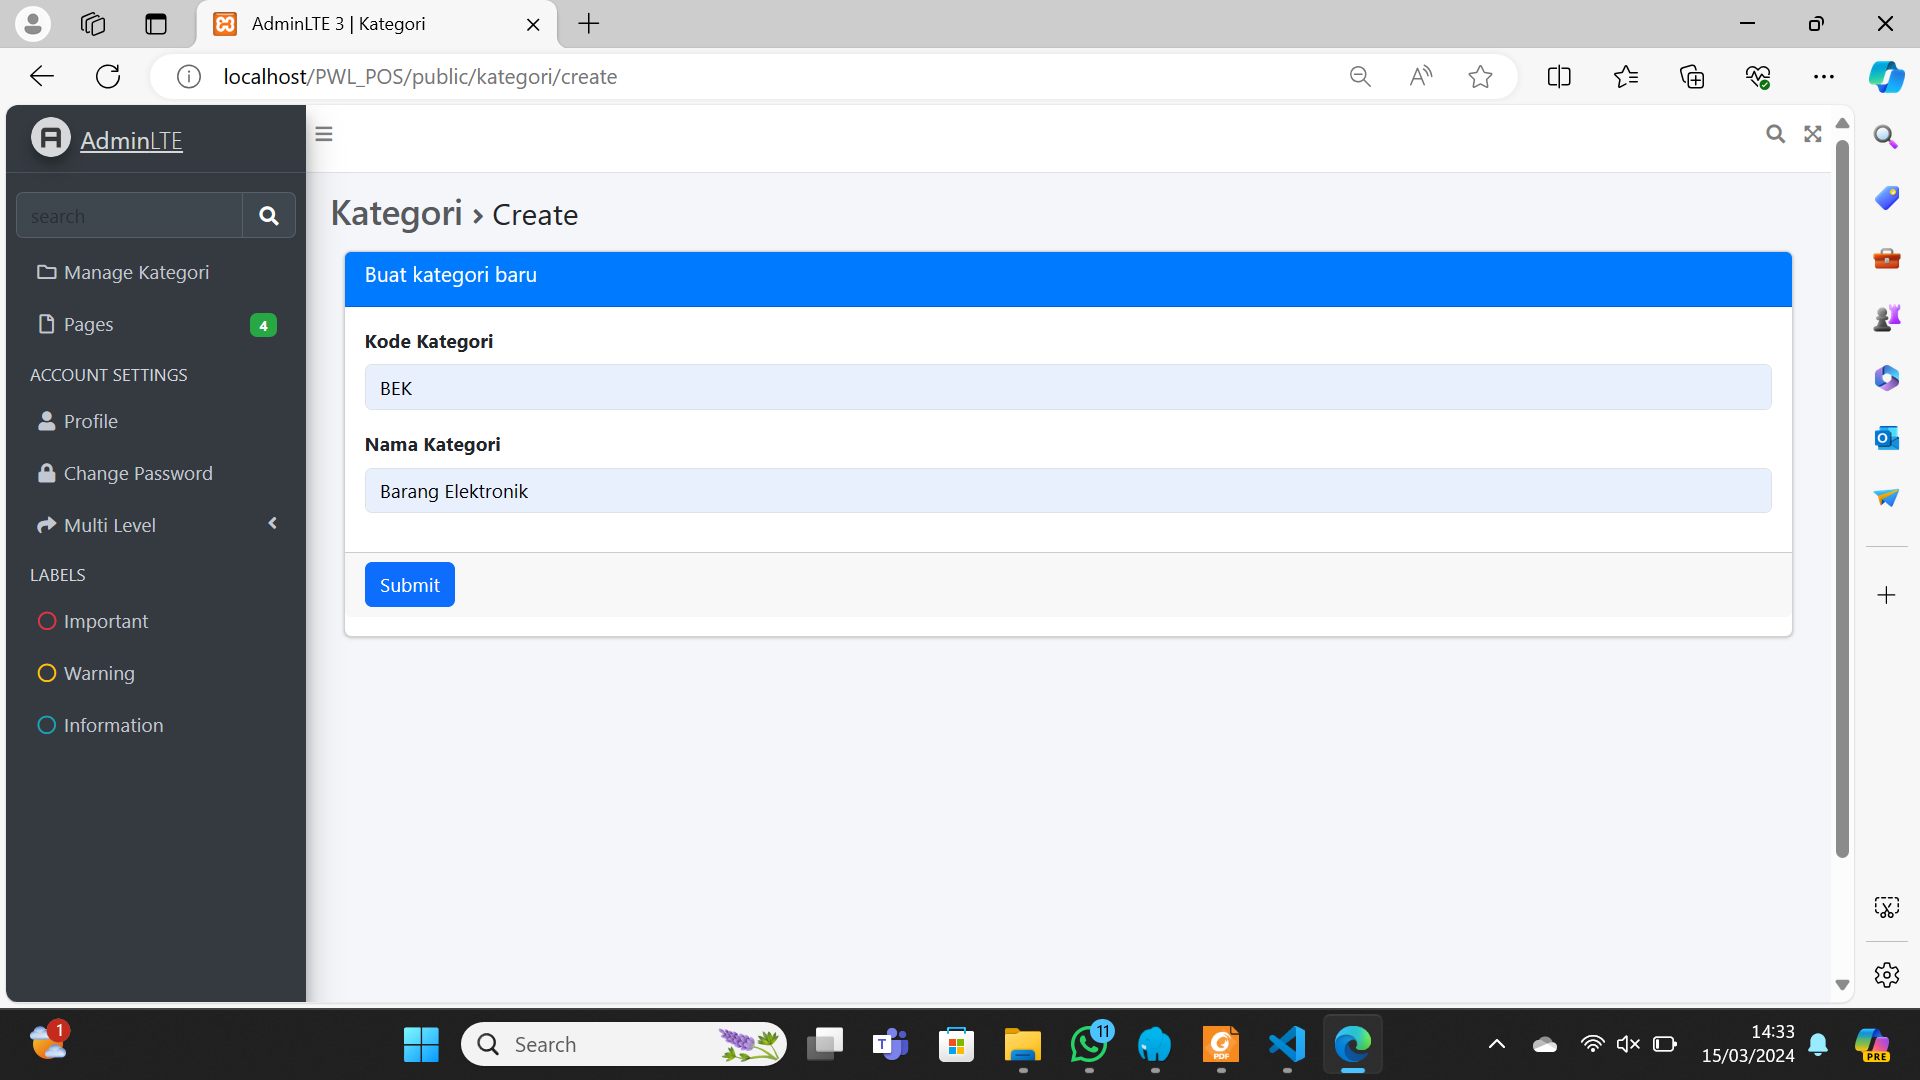 AdminLTE 3 | Kategori
localhost/PWL_POS/public/kategori/create
AdminLTE
search
Manage Kategori
Pages 4
ACCOUNT SETTINGS
Profile
Change Password
Multi Level
LABELS
Important
Warning
Information
Kategori › Create
Buat kategori baru
Kode Kategori
BEK
Nama Kategori
Barang Elektronik
Submit
1
Search
T
11
PDF
14:33
15/03/2024
PRE